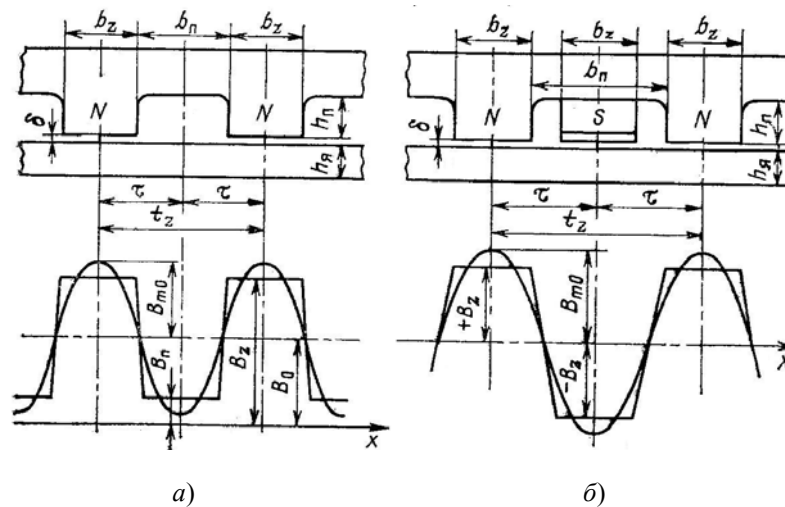 b_z b_п b_z
δ N N h_п
h_я
τ τ
t_z
B_m0
B_п B_z B_0
x
а)
b_z b_z b_z
b_п
δ N S N h_п
h_я
τ τ
t_z
+B_z B_m0
-B_z
x
б)